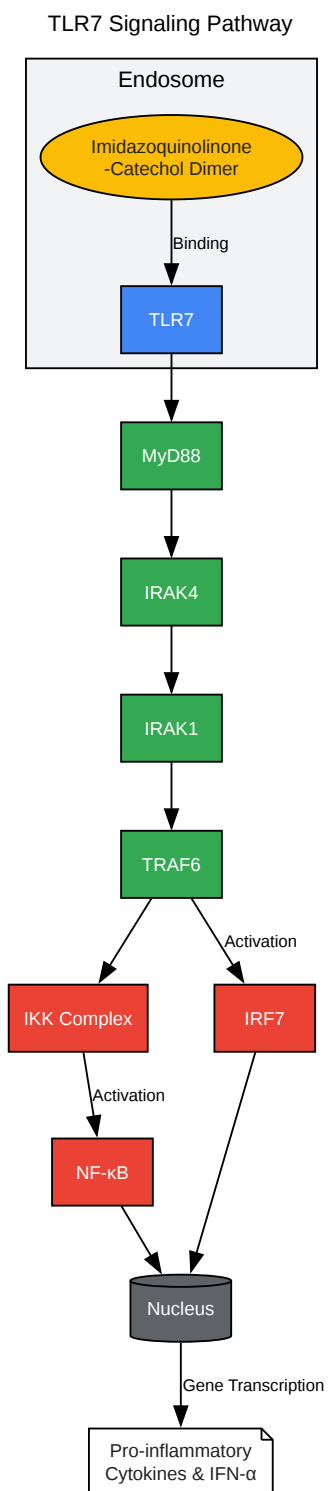 TLR7 Signaling Pathway
Endosome
Imidazoquinolinone
-Catechol Dimer
Binding
TLR7
MyD88
IRAK4
IRAK1
TRAF6
Activation
IKK Complex
IRF7
Activation
NF-κB
Nucleus
Gene Transcription
Pro-inflammatory
Cytokines & IFN-α